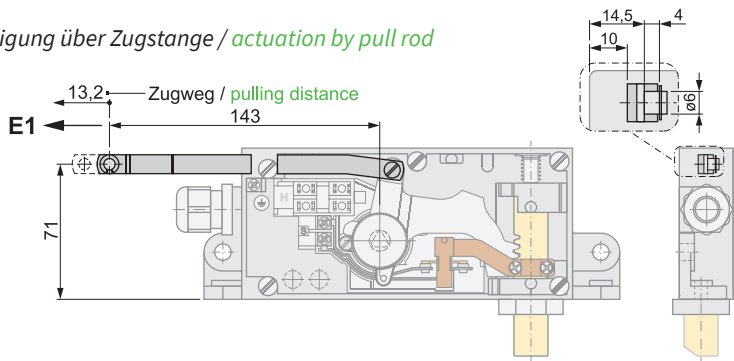 igung über Zugstange / actuation by pull rod
14,5
4
10
ø6
13,2
Zugweg / pulling distance
E1
143
71
H
S